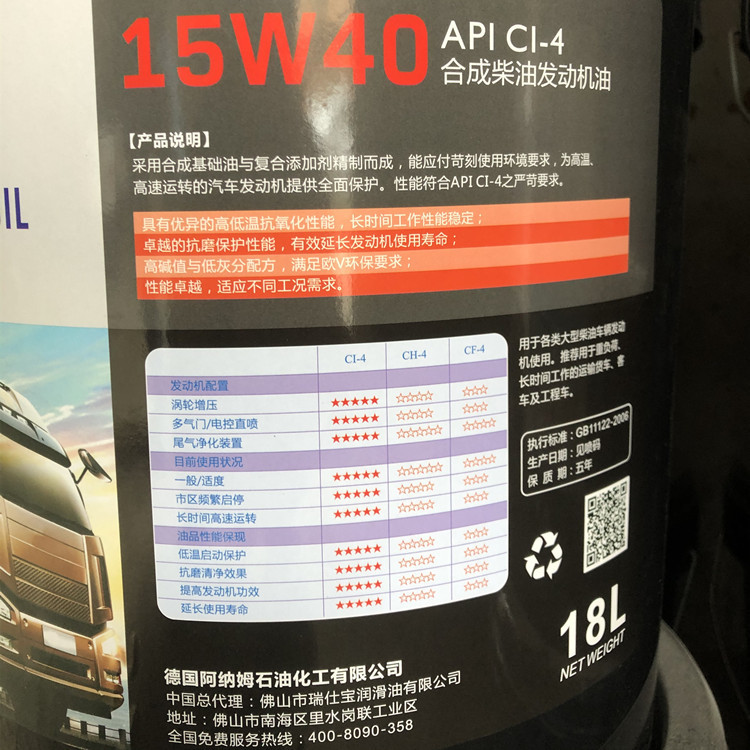 15W40
API CI-4
合成柴油发动机油
【产品说明】
采用合成基础油与复合添加剂精制而成，能应付苛刻使用环境要求，为高温、
高速运转的汽车发动机提供全面保护。性能符合API CI-4之严苛要求。
具有优异的高低温抗氧化性能，长时间工作性能稳定；
卓越的抗磨保护性能，有效延长发动机使用寿命；
高碱值与低灰分配方，满足欧V环保要求；
性能卓越，适应不同工况需求。
IL
CI-4 CH-4 CF-4
发动机配置
涡轮增压 ★★★★★ ☆☆☆☆ ☆☆☆
多气门/电控直喷 ★★★★★ ☆☆☆☆ ☆☆☆
尾气净化装置 ★★★★★ ☆☆☆☆☆ ☆☆☆☆
目前使用状况
一般/适度 ★★★★★ ☆☆☆☆☆ ☆☆☆☆
市区频繁启停 ★★★★★ ☆☆☆☆ ☆☆☆
长时间高速运转 ★★★★★ ☆☆☆☆ ☆☆☆
油品性能保现
低温启动保护 ★★★★★ ☆☆☆☆ ☆☆☆
抗磨清净效果 ★★★★★ ☆☆☆☆ ☆☆☆
提高发动机功效 ★★★★★ ☆☆☆☆ ☆☆☆
延长使用寿命 ★★★★★ ☆☆☆☆ ☆☆☆
用于各类大型柴油车辆发动
机使用。推荐用于重负荷、
长时间工作的运输货车、客
车及工程车。
执行标准：GB11122-2006
生产日期：见喷码
保 质 期：五年
18L
NET WEIGHT
德国阿纳姆石油化工有限公司
中国总代理：佛山市瑞仕宝润滑油有限公司
地址：佛山市南海区里水岗联工业区
全国免费服务热线：400-8090-358